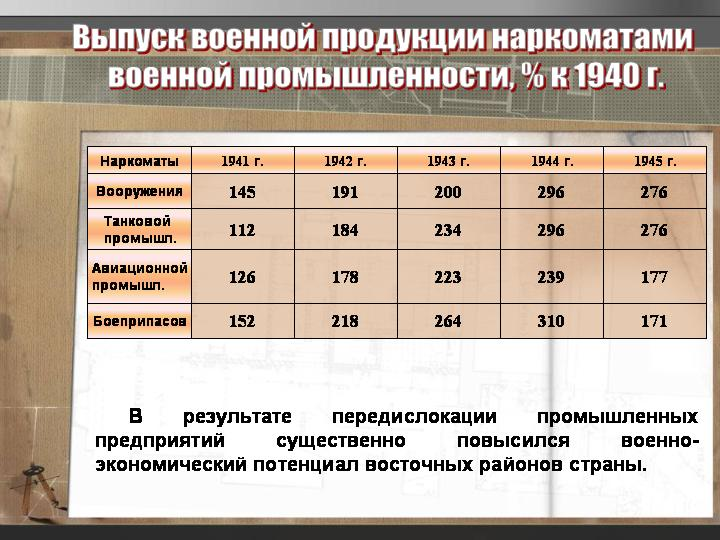 Выпуск военной продукции наркоматами
военной промышленности, % к 1940 г.
Наркоматы 1941 г. 1942 г. 1943 г. 1944 г. 1945 г.
Вооружения 145 191 200 296 276
Танковой
промышл. 112 184 234 296 276
Авиационной
промышл. 126 178 223 239 177
Боеприпасов 152 218 264 310 171
В результате передислокации промышленных
предприятий существенно повысился военно-
экономический потенциал восточных районов страны.